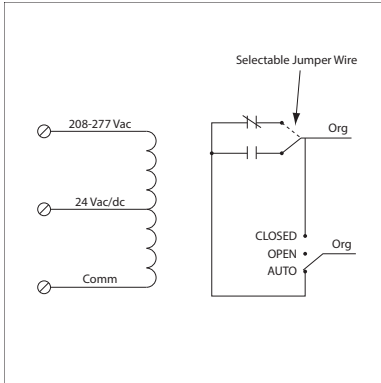 Selectable Jumper Wire
208-277 Vac
Org
24 Vac/dc
CLOSED
OPEN
Org
AUTO
Comm